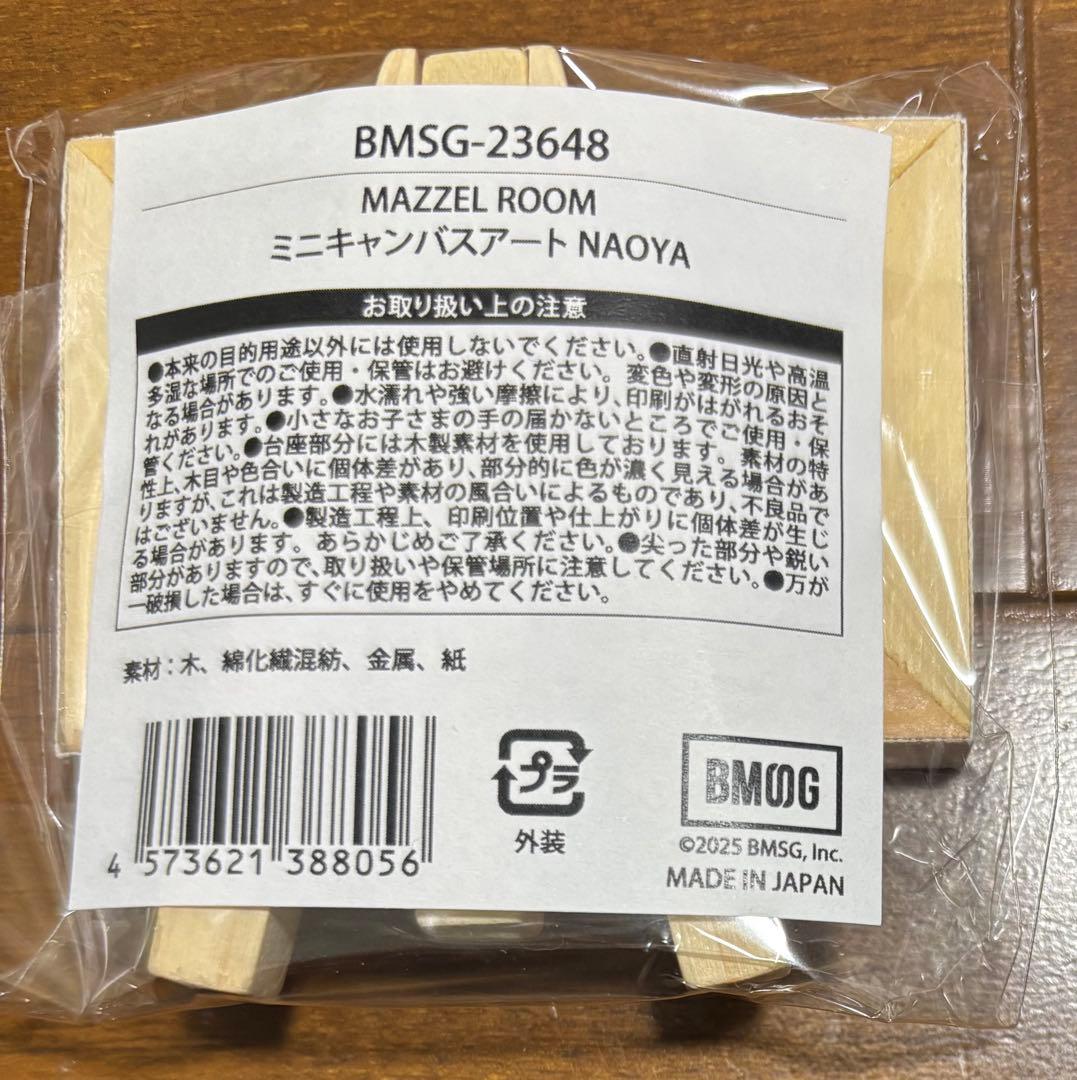 BMSG-23648
MAZZEL ROOM
ミニキャンバスアート NAOYA
お取り扱い上の注意
●本来の目的用途以外には使用しないでください。●直射日光や高温
多湿な場所でのご使用・保管はお避けください。変色や変形の原因と
なる場合があります。●水濡れや強い摩擦により、印刷がはがれるおそ
れがあります。●小さなお子さまの手の届かないところでご使用・保
管ください。●台座部分には木製素材を使用しております。素材の特
性上、木目や色合いに個体差があり、部分的に色が濃く見える場合があ
りますが、これは製造工程や素材の風合いによるものであり、不良品で
はございません。●製造工程上、印刷位置や仕上がりに個体差が生じ
る場合があります。あらかじめご了承ください。●尖った部分や鋭い
部分がありますので、取り扱いや保管場所に注意してください。●万が
一破損した場合は、すぐに使用をやめてください。
素材：木、綿化繊混紡、金属、紙
4 573621 388056
プラ
外装
BMSG
©2025 BMSG, Inc.
MADE IN JAPAN